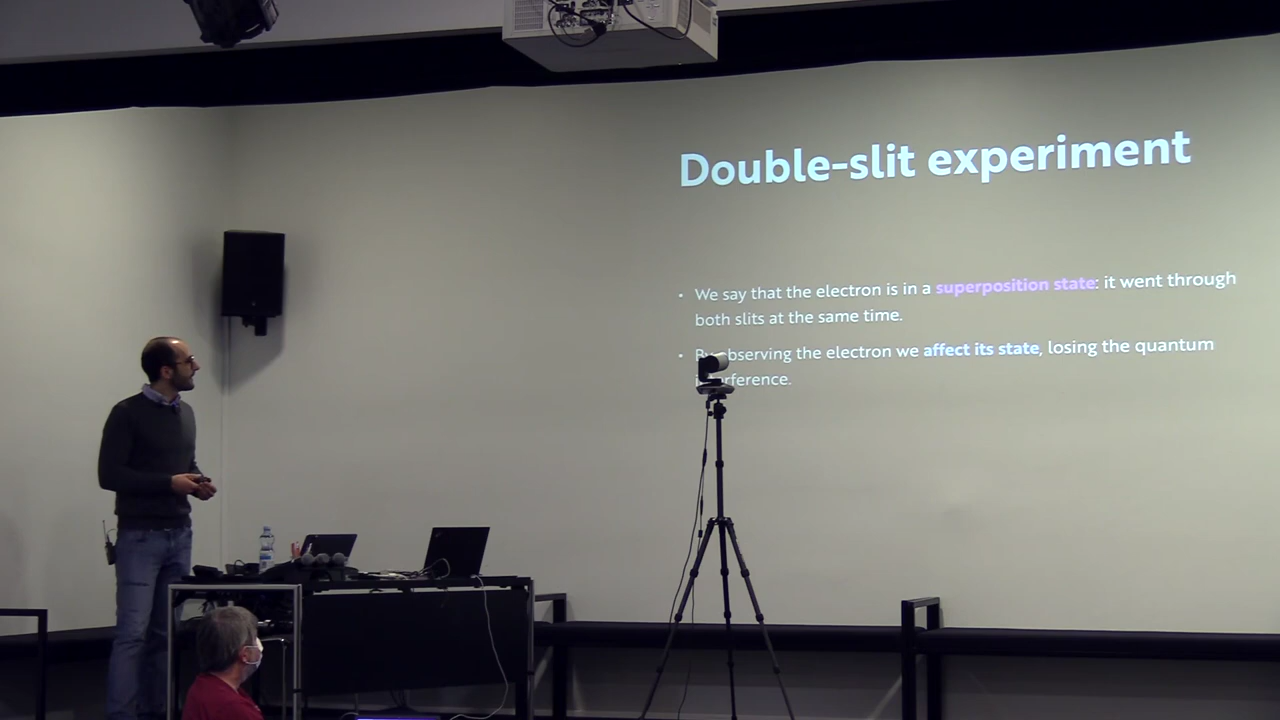 Double-slit experiment
• We say that the electron is in a superposition state: it went through
both slits at the same time.
• observing the electron we affect its state, losing the quantum
interference.